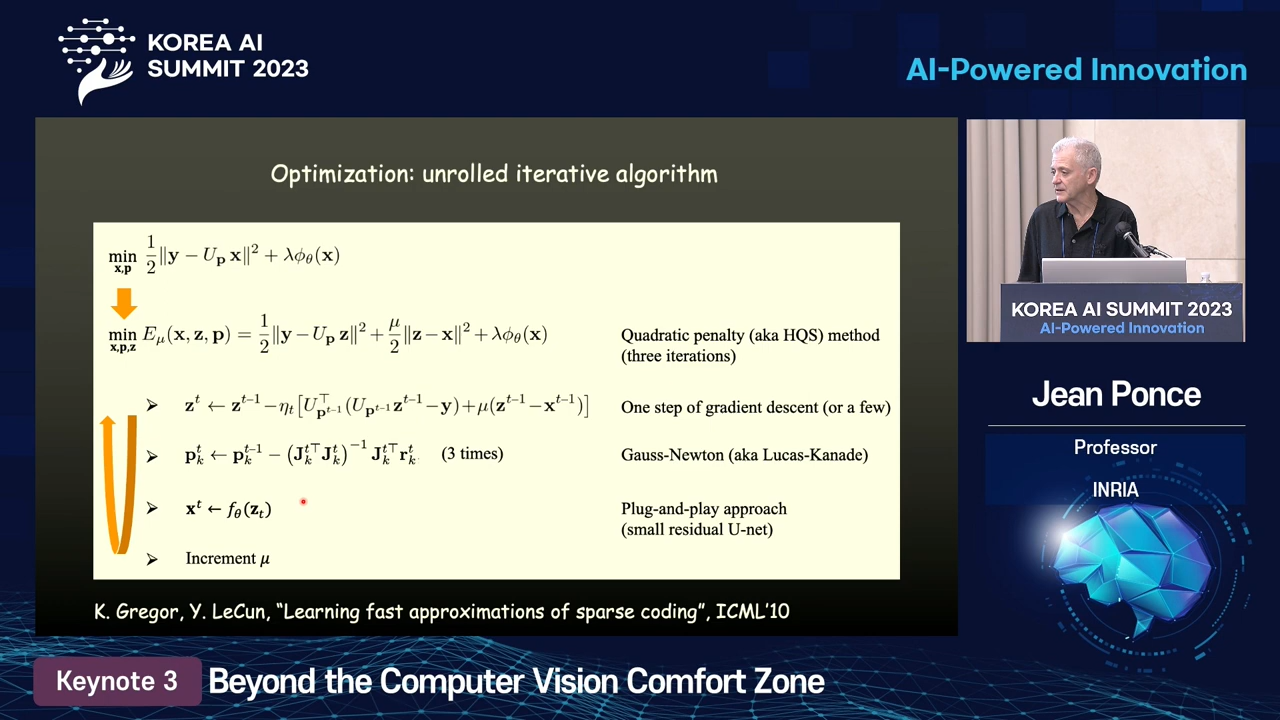 KOREA AI
SUMMIT 2023
AI-Powered Innovation
Optimization: unrolled iterative algorithm
min_{x,p} \frac{1}{2}‖y − U_p x‖² + λϕ_θ(x)
min_{x,p,z} E_μ(x, z, p) = \frac{1}{2}‖y − U_p z‖² + \frac{μ}{2}‖z − x‖² + λϕ_θ(x)
Quadratic penalty (aka HQS) method
(three iterations)
➢ z^t ← z^{t−1} − η_t[U_{p^{t−1}}^⊤(U_{p^{t−1}} z^{t−1} − y) + μ(z^{t−1} − x^{t−1})]
One step of gradient descent (or a few)
➢ p_k^t ← p_k^{t−1} − (J_k^{t⊤} J_k^t)^{−1} J_k^{t⊤} r_k^t (3 times)
Gauss-Newton (aka Lucas-Kanade)
➢ x^t ← f_θ(z_t)
Plug-and-play approach
(small residual U-net)
➢ Increment μ
K. Gregor, Y. LeCun, “Learning fast approximations of sparse coding”, ICML’10
KOREA AI SUMMIT 2023
AI-Powered Innovation
Jean Ponce
Professor
INRIA
Keynote 3
Beyond the Computer Vision Comfort Zone